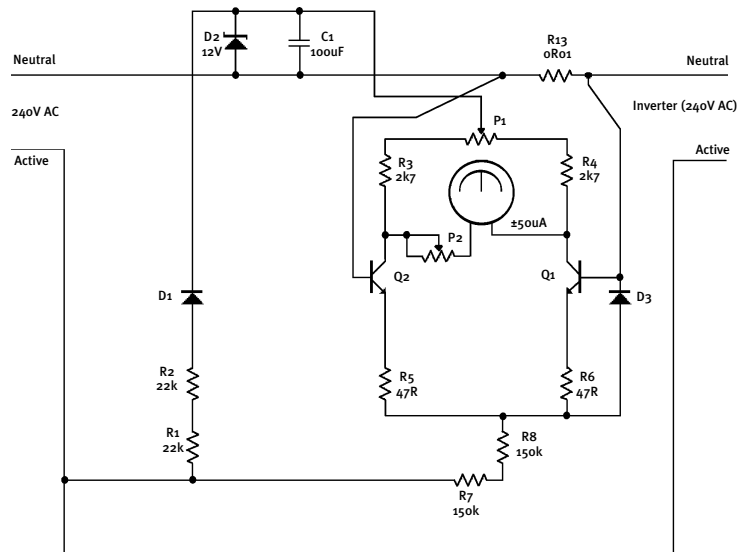 D2
12V
C1
100uF
R13
0R01
Neutral
Neutral
240V AC
Inverter (240V AC)
P1
Active
Active
R3
2k7
R4
2k7
±50uA
P2
Q2
Q1
D1
D3
R2
22k
R5
47R
R6
47R
R1
22k
R8
150k
R7
150k